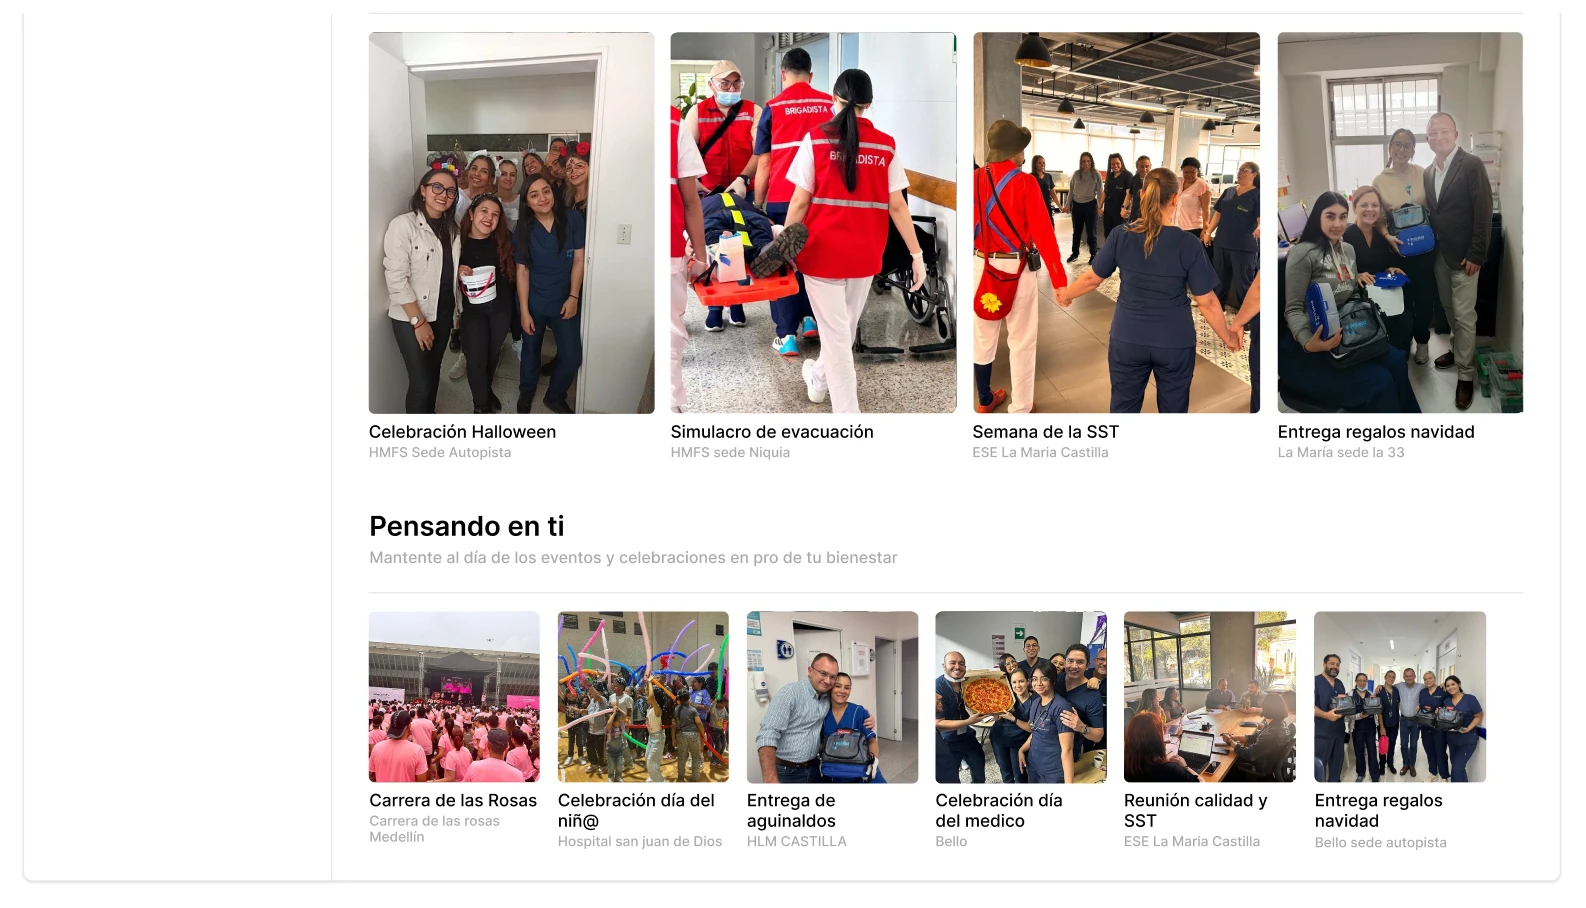 BRIGADISTA
BRIGADISTA
Celebración Halloween
HMFS Sede Autopista
Simulacro de evacuación
HMFS sede Niquia
Semana de la SST
ESE La Maria Castilla
Entrega regalos navidad
La María sede la 33
Pensando en ti
Mantente al día de los eventos y celebraciones en pro de tu bienestar
Carrera de las Rosas
Carrera de las rosas
Medellín
Celebración día del
niñ@
Hospital san juan de Dios
Entrega de
aguinaldos
HLM CASTILLA
Celebración día
del medico
Bello
Reunión calidad y
SST
ESE La Maria Castilla
Entrega regalos
navidad
Bello sede autopista